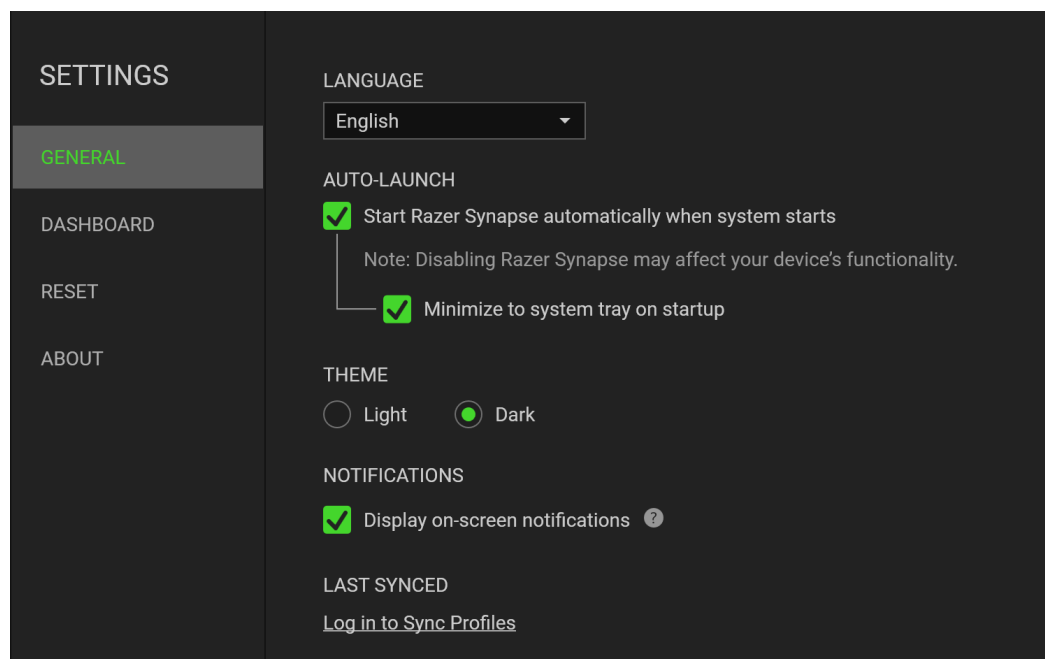 SETTINGS
GENERAL
DASHBOARD
RESET
ABOUT
LANGUAGE
English
AUTO-LAUNCH
Start Razer Synapse automatically when system starts
Note: Disabling Razer Synapse may affect your device’s functionality.
Minimize to system tray on startup
THEME
Light Dark
NOTIFICATIONS
Display on-screen notifications ?
LAST SYNCED
Log in to Sync Profiles